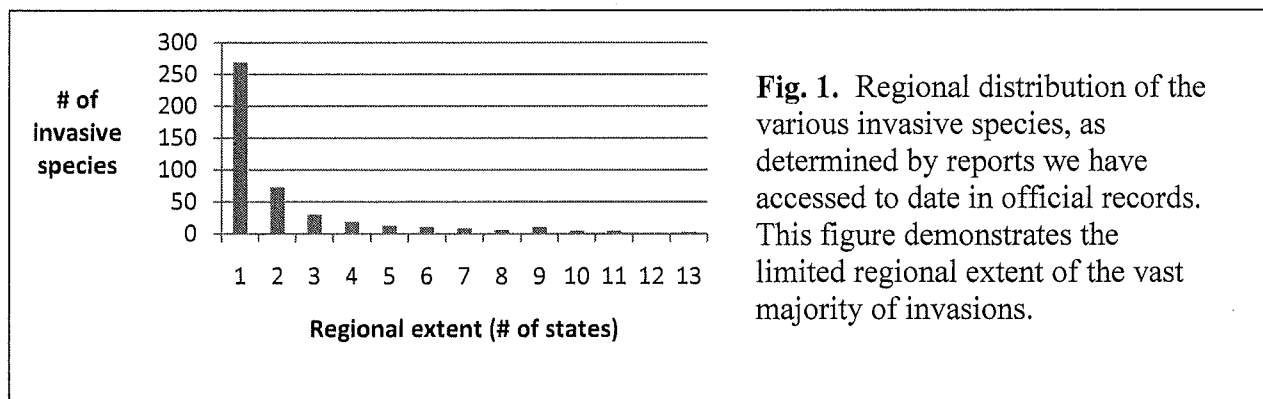 300
250
200
150
100
50
0
# of
invasive
species
1 2 3 4 5 6 7 8 9 10 11 12 13
Regional extent (# of states)
Fig. 1. Regional distribution of the
various invasive species, as
determined by reports we have
accessed to date in official records.
This figure demonstrates the
limited regional extent of the vast
majority of invasions.